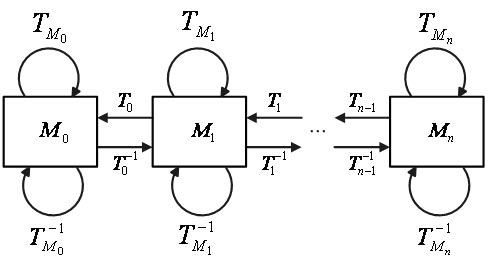 T_{M_0} T_{M_1} T_{M_n}
T_0 T_1 T_{n-1}
M_0 M_1 ... M_n
T_0^{-1} T_1^{-1} T_{n-1}^{-1}
T_{M_0}^{-1} T_{M_1}^{-1} T_{M_n}^{-1}